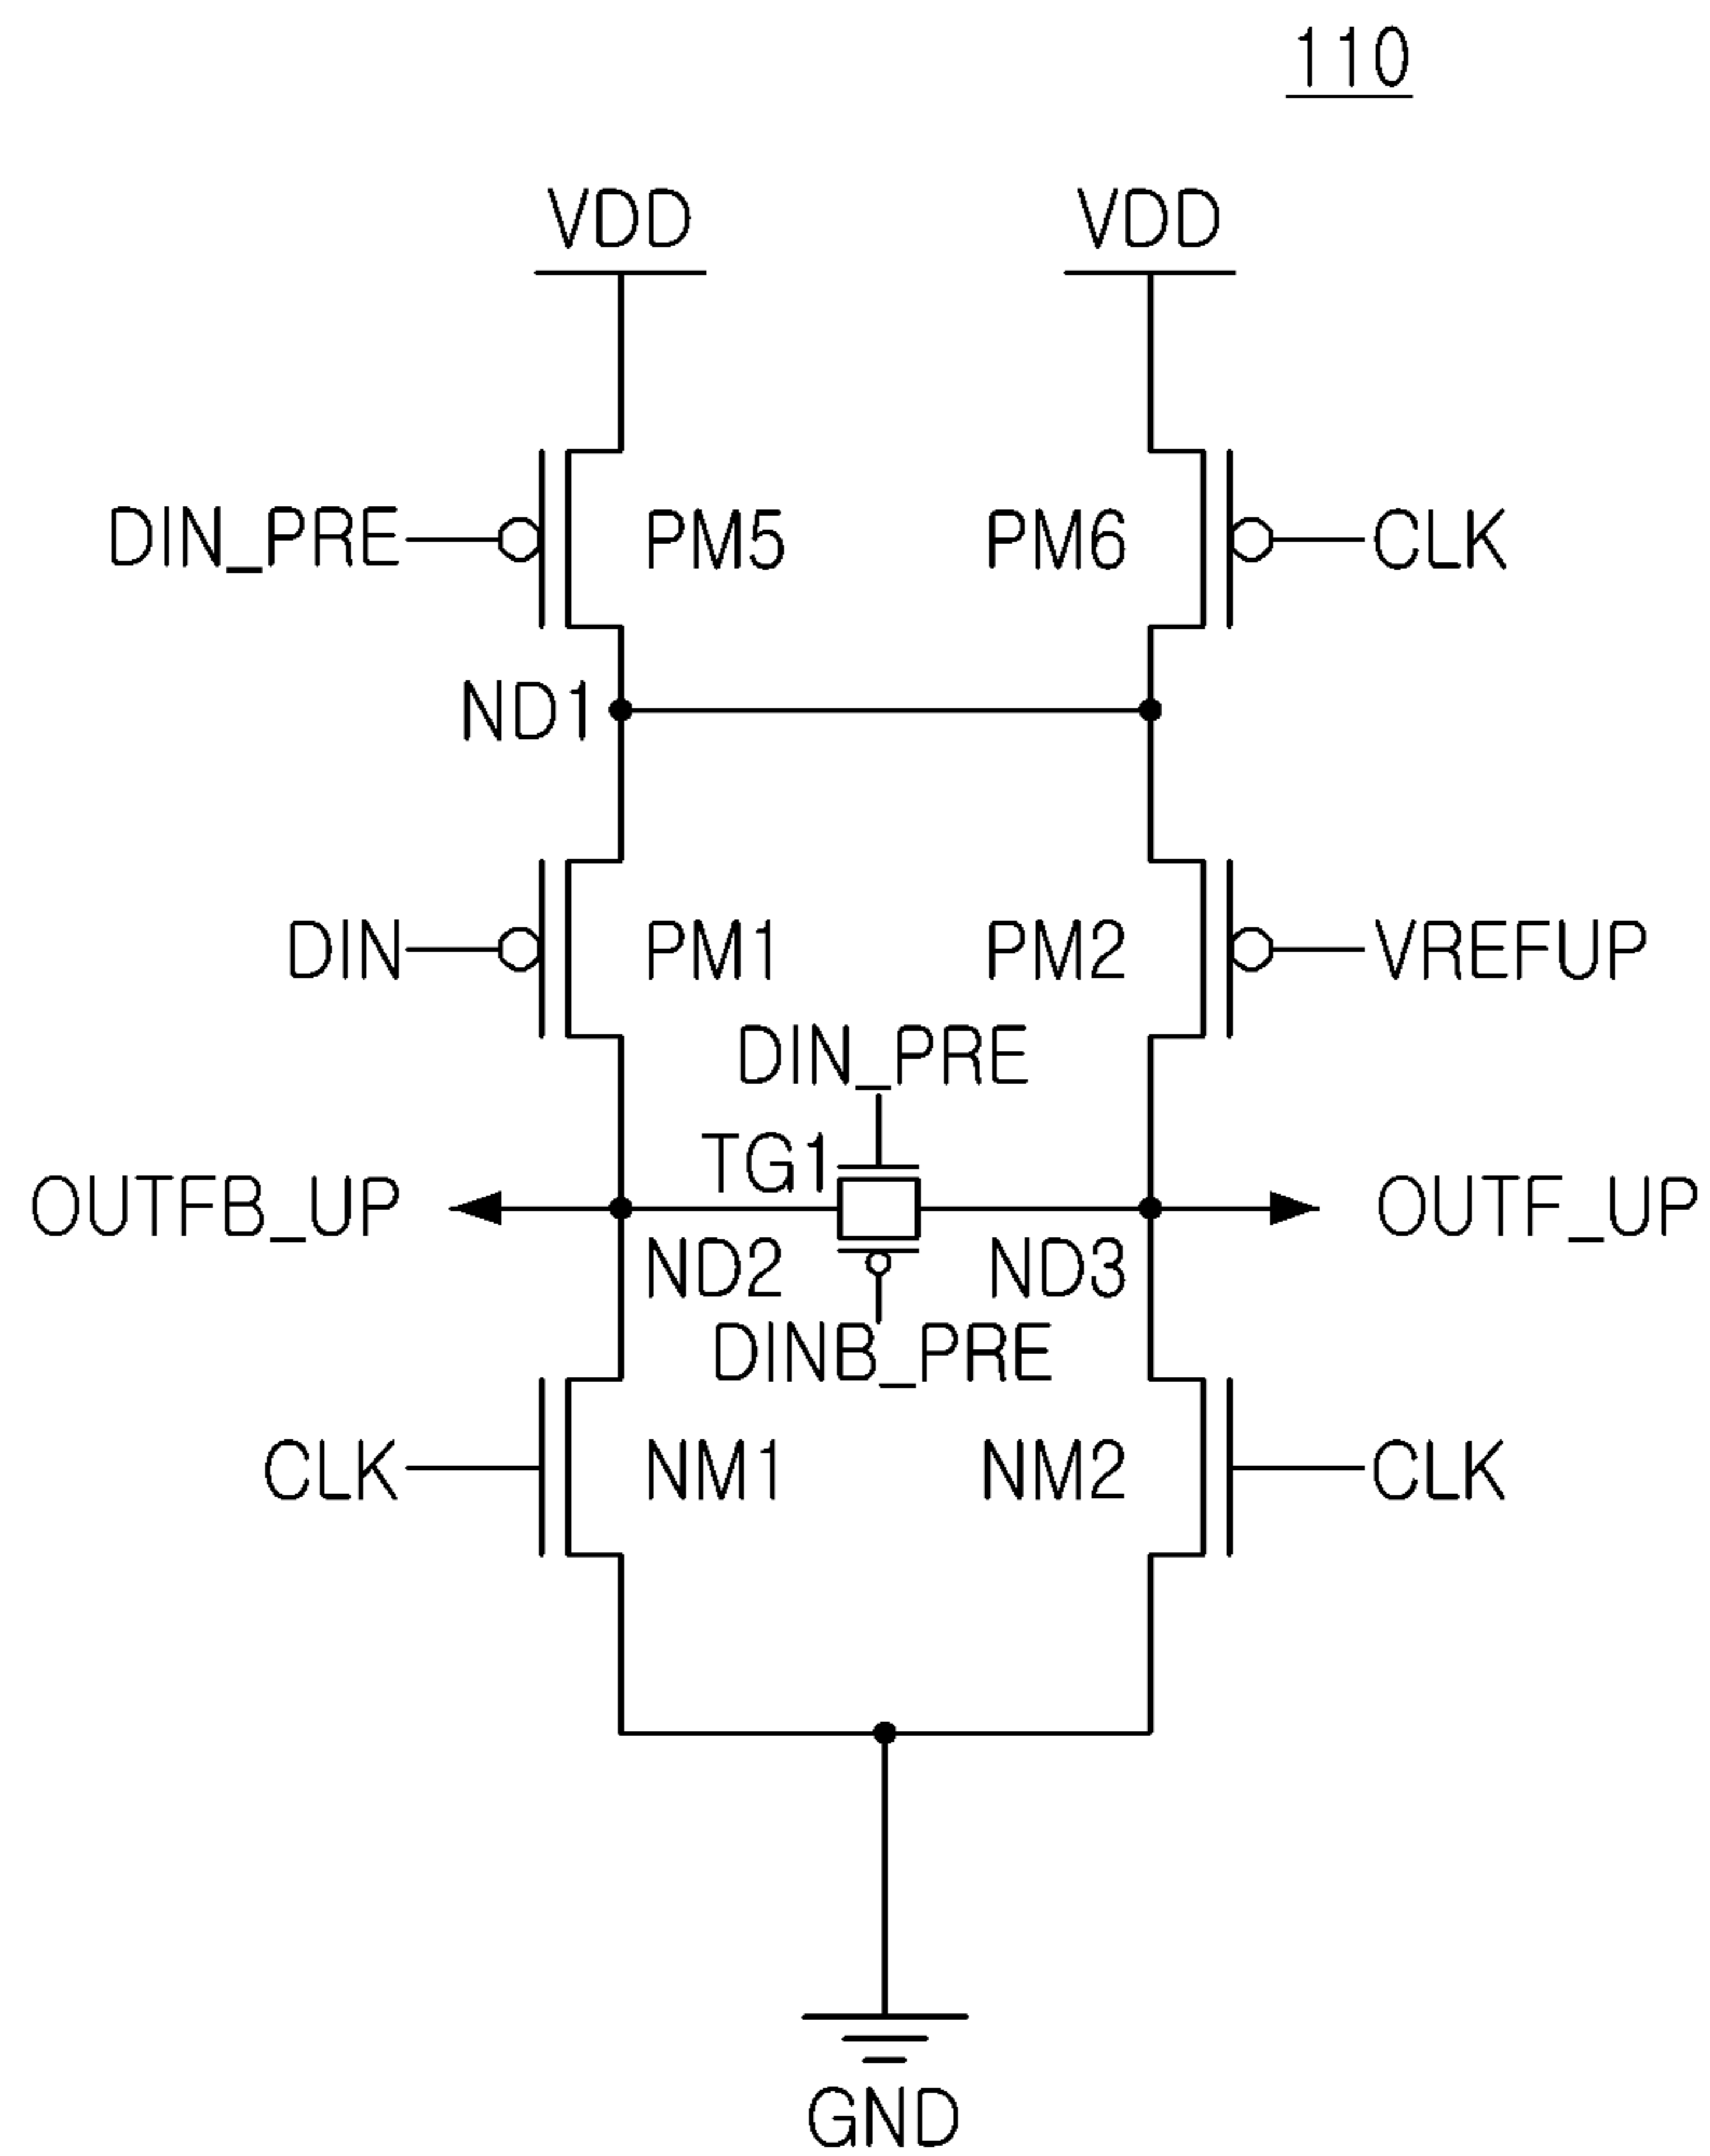 110
VDD VDD
DIN_PRE PM5 PM6 CLK
ND1
DIN PM1 PM2 VREFUP
DIN_PRE
TG1
OUTFB_UP OUTF_UP
ND2 ND3
DINB_PRE
CLK NM1 NM2 CLK
GND